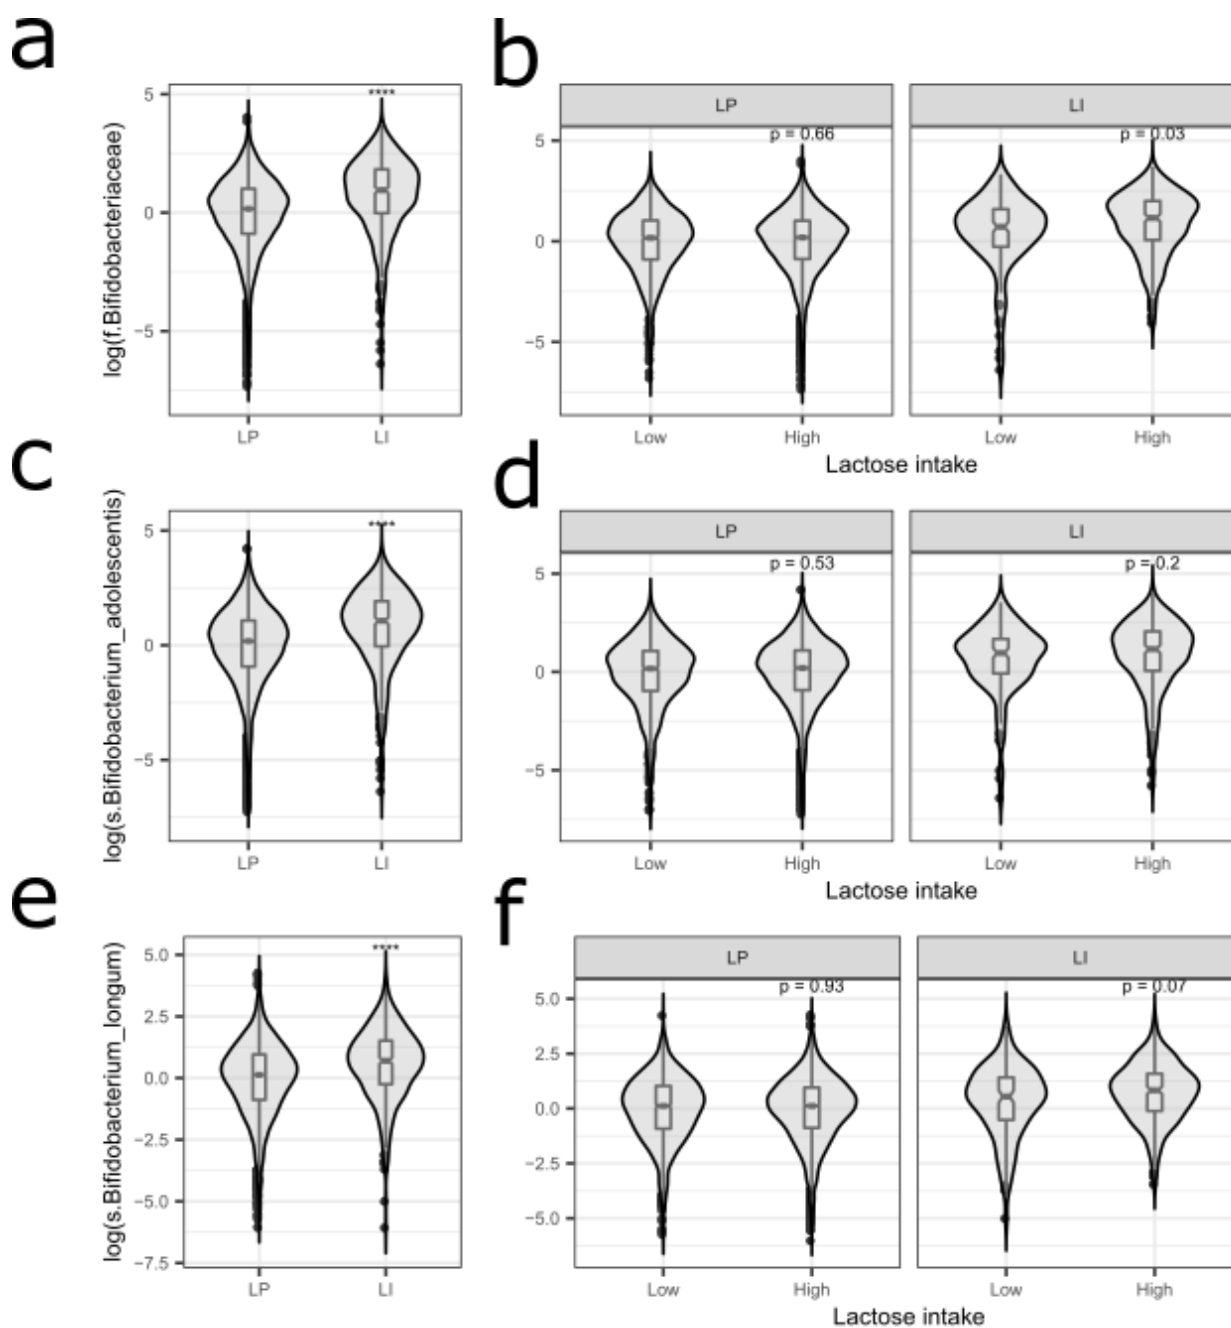 a
b
log(f.Bifidobacteriaceae)
5
0
−5
****
LP
LI
LP
LI
5
0
−5
p = 0.66
p = 0.03
Low
High
Low
High
Lactose intake
c
d
log(s.Bifidobacterium_adolescentis)
5
0
−5
****
LP
LI
LP
LI
5
0
−5
p = 0.53
p = 0.2
Low
High
Low
High
Lactose intake
e
f
log(s.Bifidobacterium_longum)
5.0
2.5
0.0
−2.5
−5.0
−7.5
****
LP
LI
LP
LI
5.0
2.5
0.0
−2.5
−5.0
p = 0.93
p = 0.07
Low
High
Low
High
Lactose intake